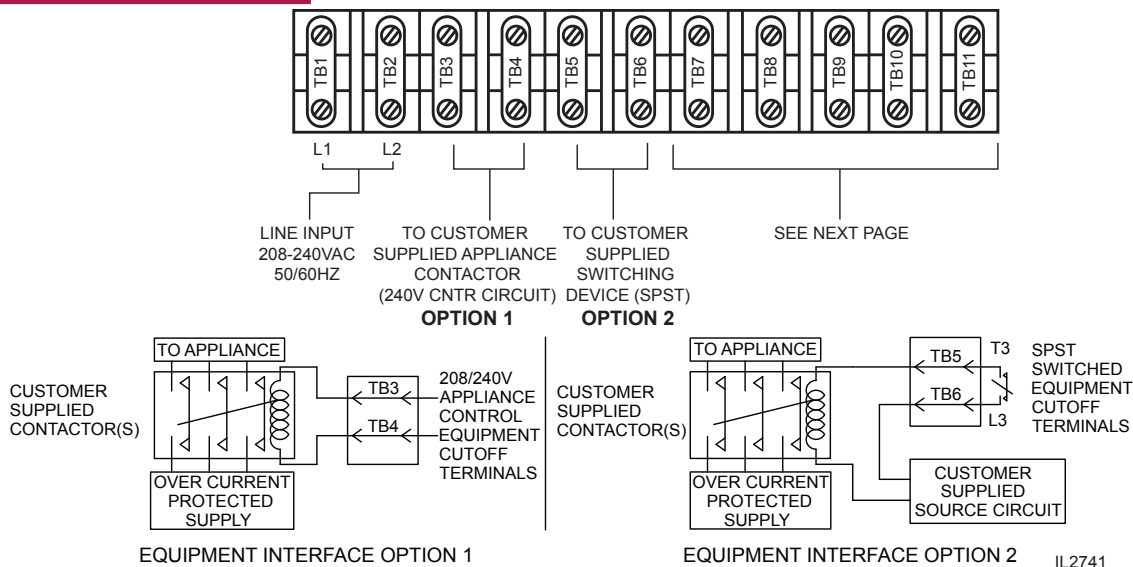 TB1 TB2 TB3 TB4 TB5 TB6 TB7 TB8 TB9 TB10 TB11
L1 L2
LINE INPUT
208-240VAC
50/60HZ
TO CUSTOMER
SUPPLIED APPLIANCE
CONTACTOR
(240V CNTR CIRCUIT)
OPTION 1
TO CUSTOMER
SUPPLIED
SWITCHING
DEVICE (SPST)
OPTION 2
SEE NEXT PAGE
TO APPLIANCE
CUSTOMER
SUPPLIED
CONTACTOR(S)
OVER CURRENT
PROTECTED
SUPPLY
TB3
TB4
208/240V
APPLIANCE
CONTROL
EQUIPMENT
CUTOFF
TERMINALS
EQUIPMENT INTERFACE OPTION 1
TO APPLIANCE
CUSTOMER
SUPPLIED
CONTACTOR(S)
OVER CURRENT
PROTECTED
SUPPLY
TB5
TB6
T3
L3
SPST
SWITCHED
EQUIPMENT
CUTOFF
TERMINALS
CUSTOMER
SUPPLIED
SOURCE CIRCUIT
EQUIPMENT INTERFACE OPTION 2
IL2741